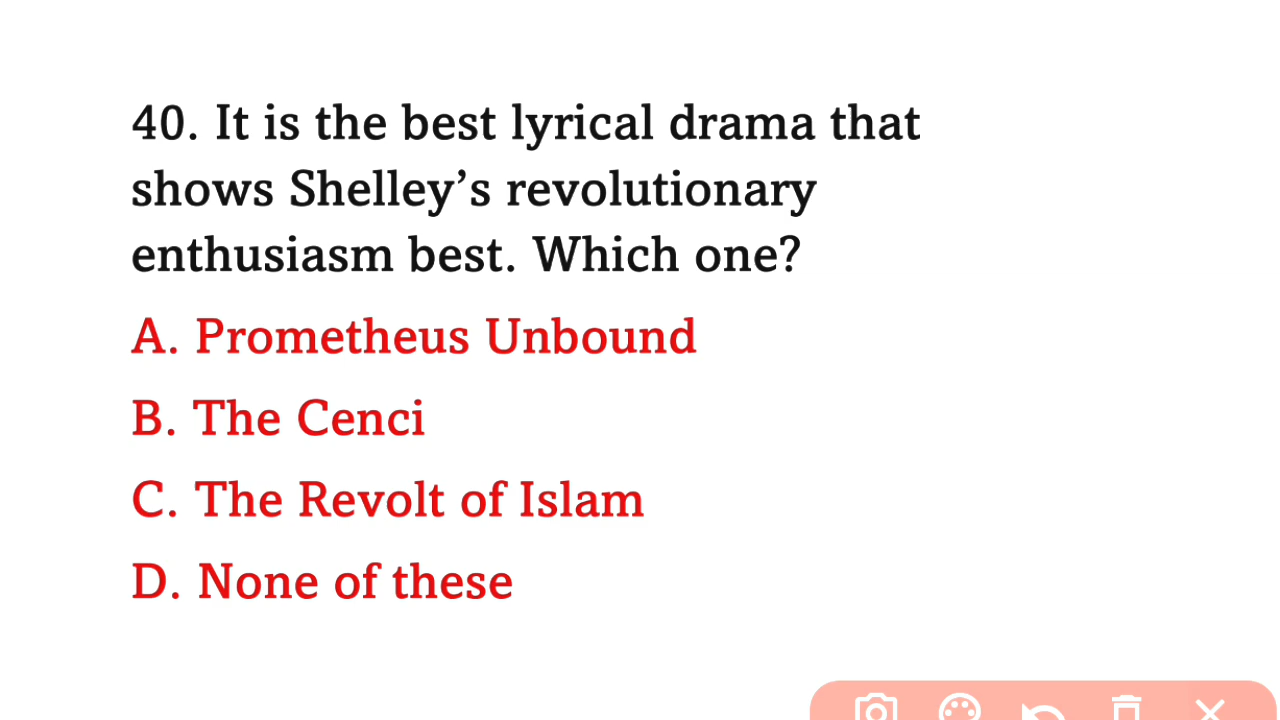 40. It is the best lyrical drama that
shows Shelley’s revolutionary
enthusiasm best. Which one?
A. Prometheus Unbound
B. The Cenci
C. The Revolt of Islam
D. None of these